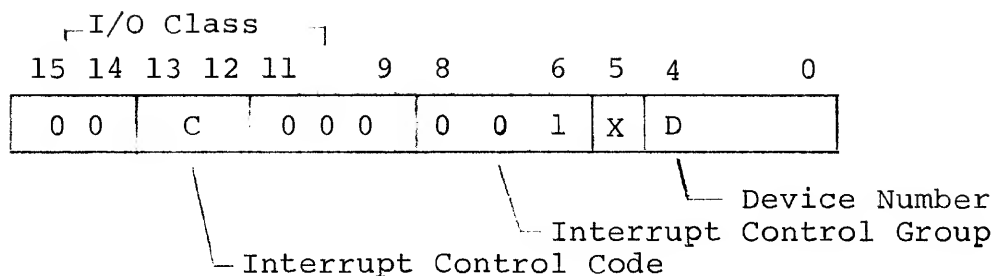 I/O Class
15 14 13 12 11 9 8 6 5 4 0
0 0 C 0 0 0 0 0 1 X D
Device Number
Interrupt Control Group
Interrupt Control Code